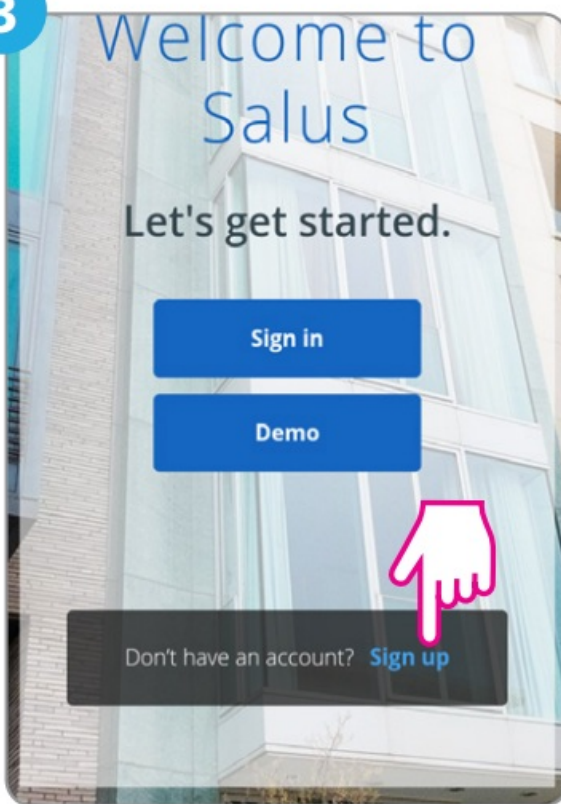 3
Welcome to
Salus
Let's get started.
Sign in
Demo
Don't have an account? Sign up